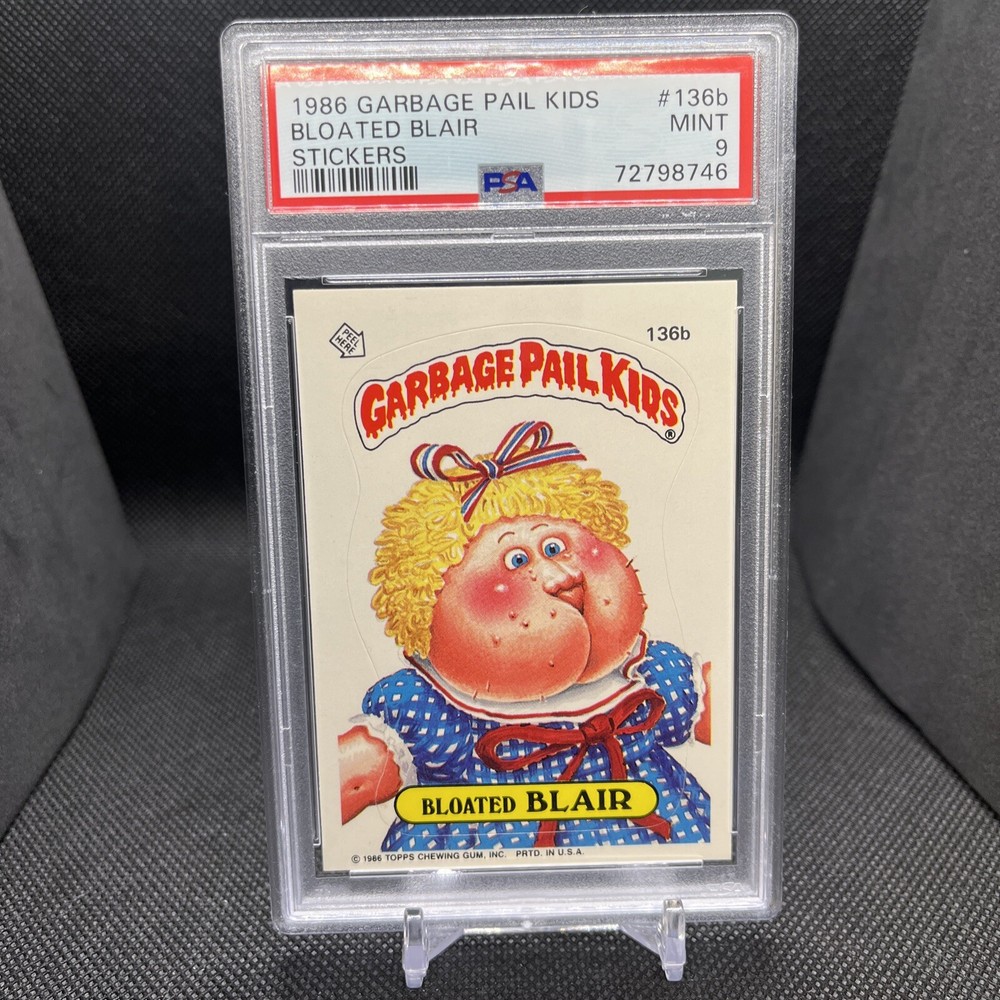 1986 GARBAGE PAIL KIDS #136b
BLOATED BLAIR MINT
STICKERS 9
PSA 72798746
PEEL HERE 136b
GARBAGE PAIL KIDS ®
BLOATED BLAIR
© 1986 TOPPS CHEWING GUM, INC. PRTD. IN U.S.A.